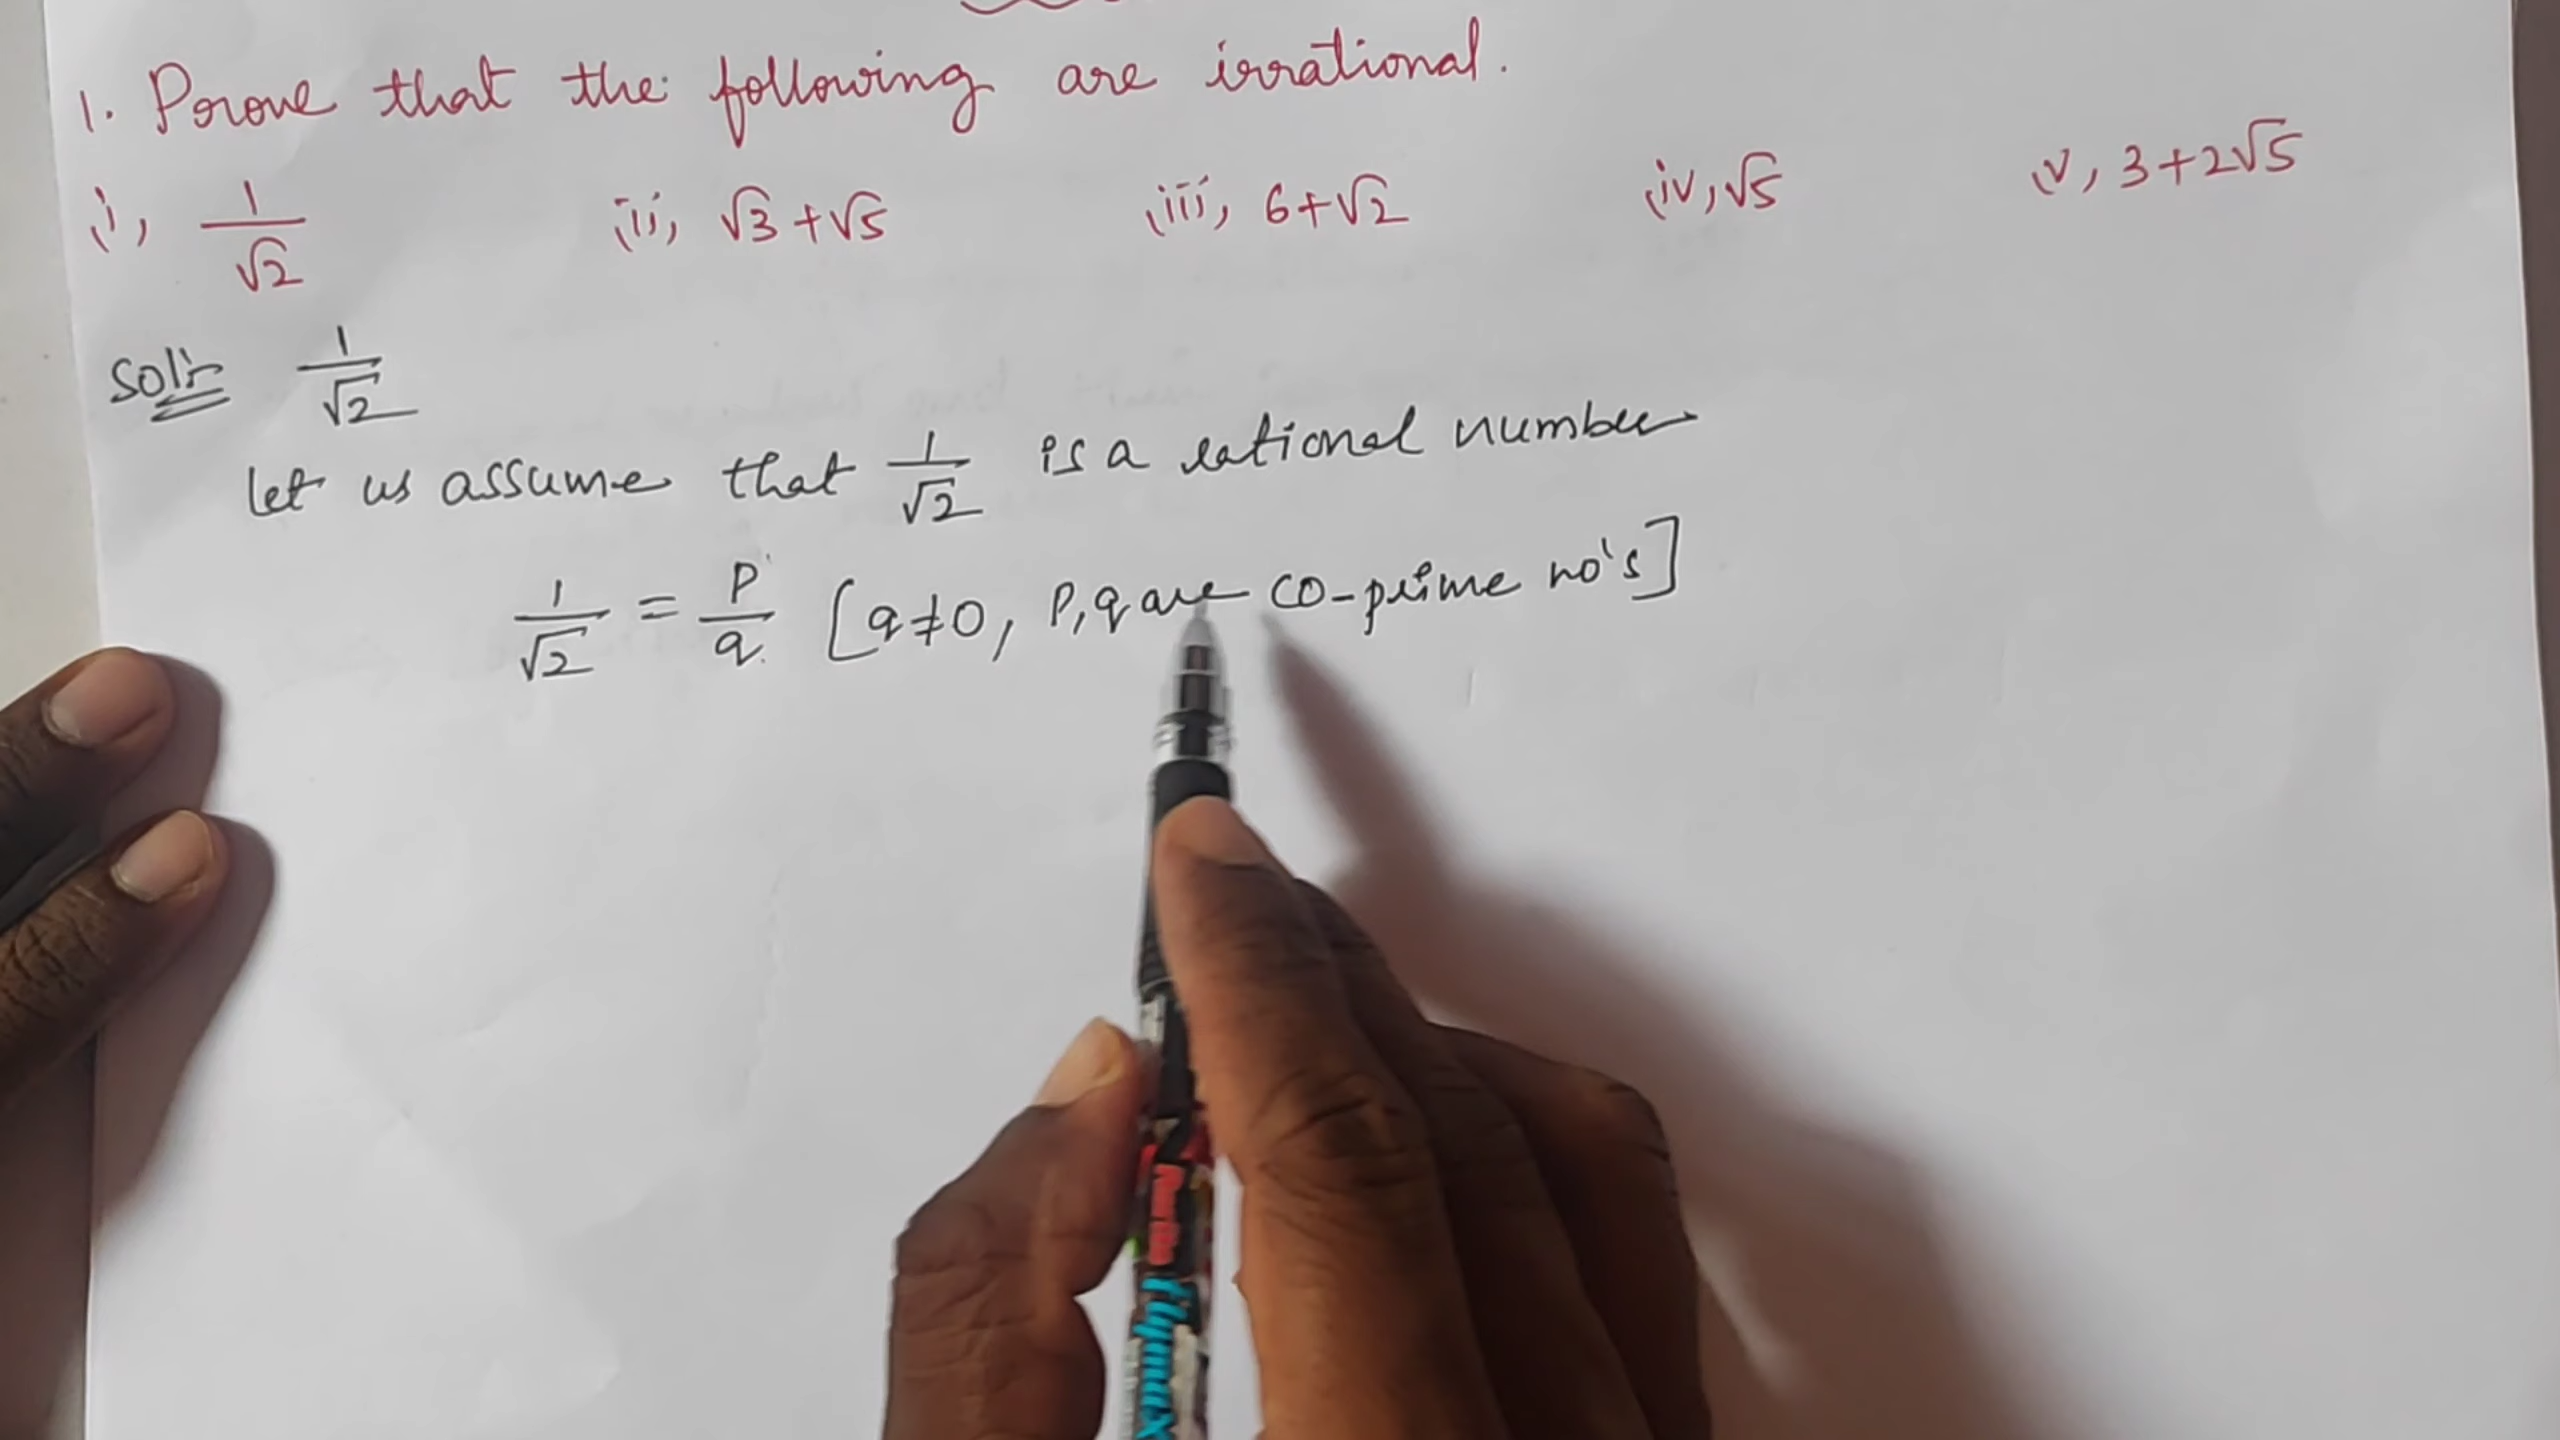 1. Prove that the following are irrational.
(i, 1/√2 (ii, √3+√5 (iii, 6+√2 (iv, √5 (v, 3+2√5
Soln 1/√2
let us assume that 1/√2 is a rational number
1/√2 = P/q [q≠0, P,q are co-prime no's]
Hymax